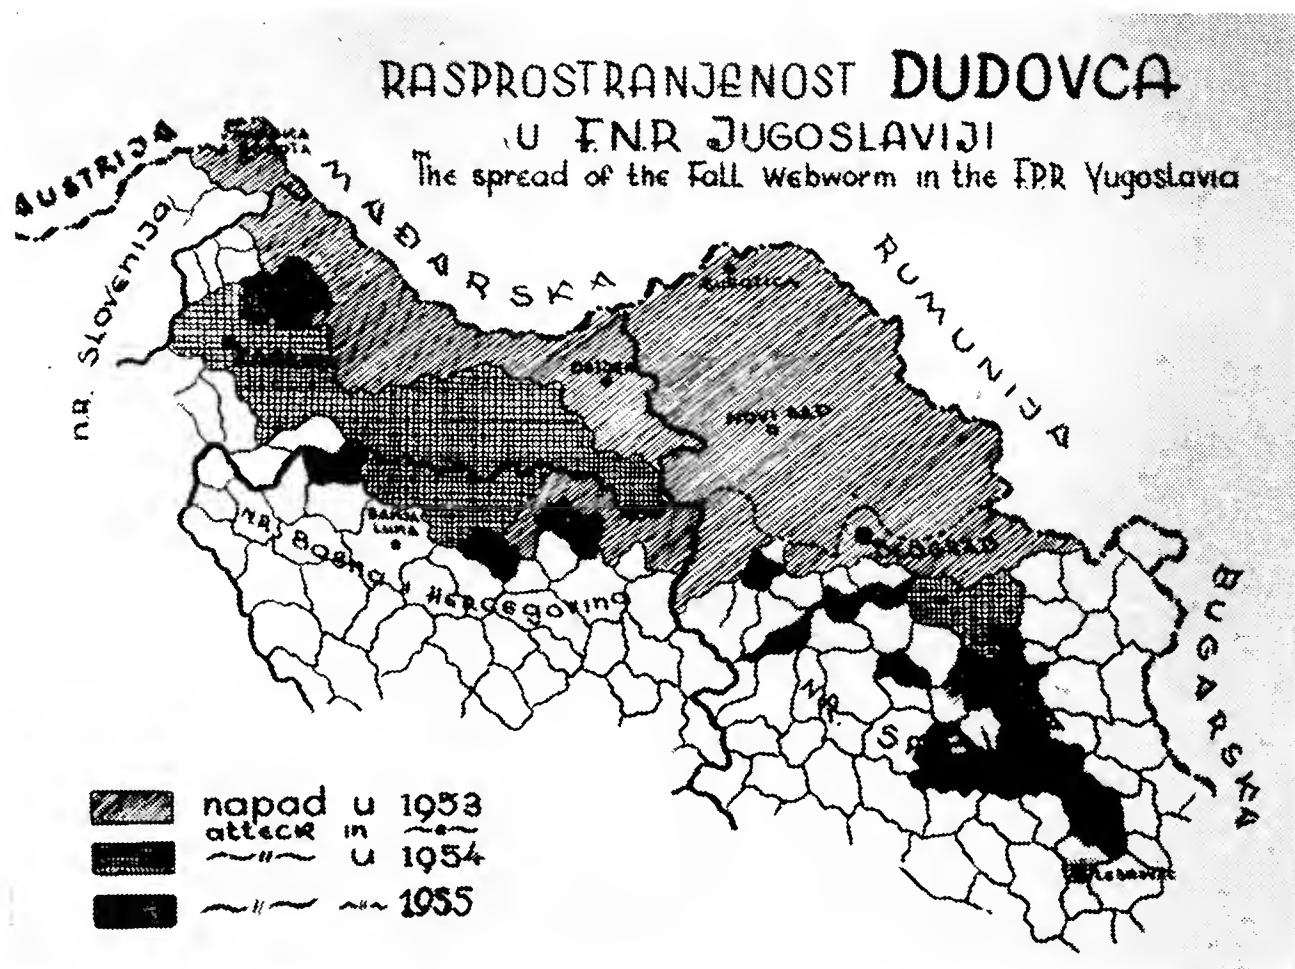 RASPROSTRANJENOST DUDOVCA
U F.N.R JUGOSLAVIJI
The spread of the Fall Webworm in the F.P.R Yugoslavia
AUSTRIJA
MAĐARSKA
RUMUNIJA
N.R. SLOVENIJA
NOVI SAD
BANJA
LUKA
BEOGRAD
N.R. Bosna i Hercegovina
BUGARSKA
N.R.
napad u 1953
atteck in
u 1954
1955